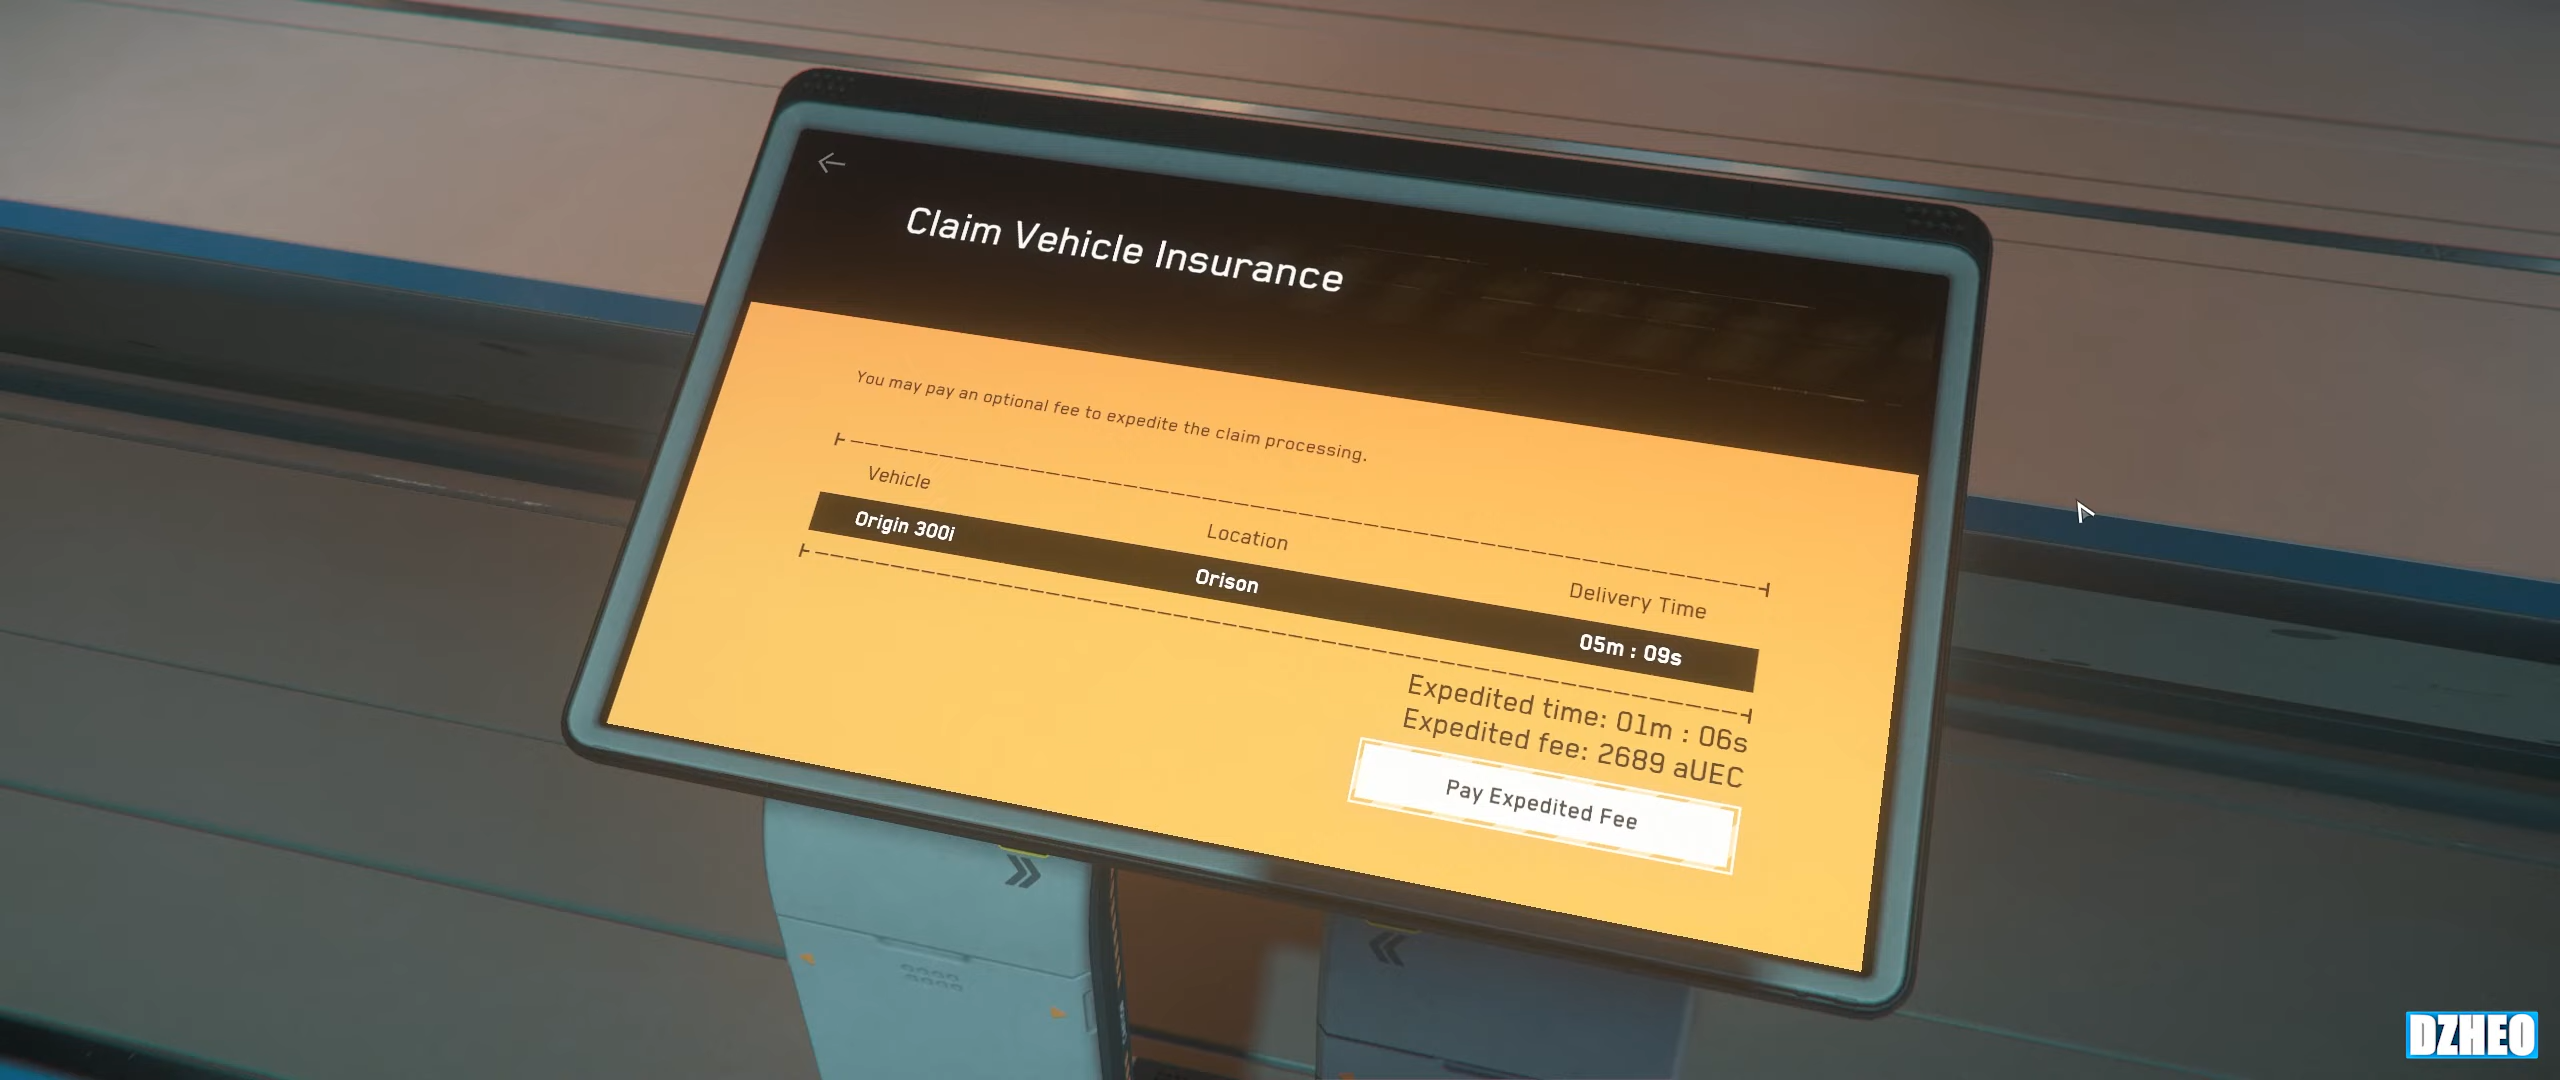 Claim Vehicle Insurance
You may pay an optional fee to expedite the claim processing.
Vehicle
Location
Delivery Time
Origin 300i
Orison
05m : 09s
Expedited time: 01m : 06s
Expedited fee: 2689 aUEC
Pay Expedited Fee
DZHEO